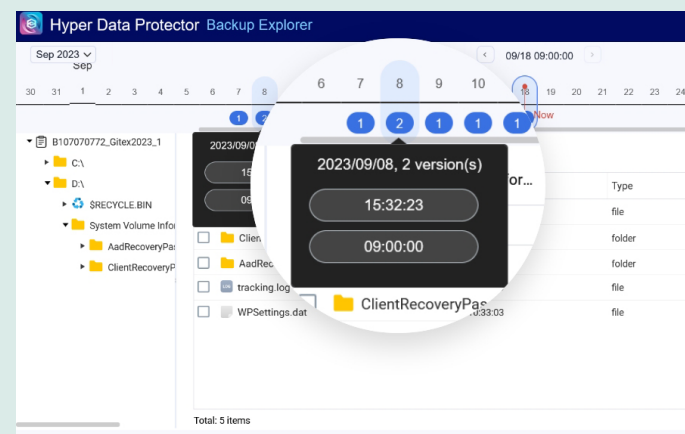 Hyper Data Protector Backup Explorer
Sep 2023
09/18 09:00:00
Sep
30 31 1 2 3 4 5 6 7 8 18 19 20 21 22 23 24
6 7 8 9 10
1
Now
1 2 1 1 1
B107070772_Gitex2023_1
C:\
D:\
$RECYCLE.BIN
System Volume Infor
AadRecoveryPa
ClientRecoveryP
2023/09/0
15
09
2023/09/08, 2 version(s)
15:32:23
09:00:00
for...
Type
file
Clien
folder
AadRec
folder
tracking.log
file
ClientRecoveryPas
WPSettings.dat
0:33:03
file
Total: 5 items